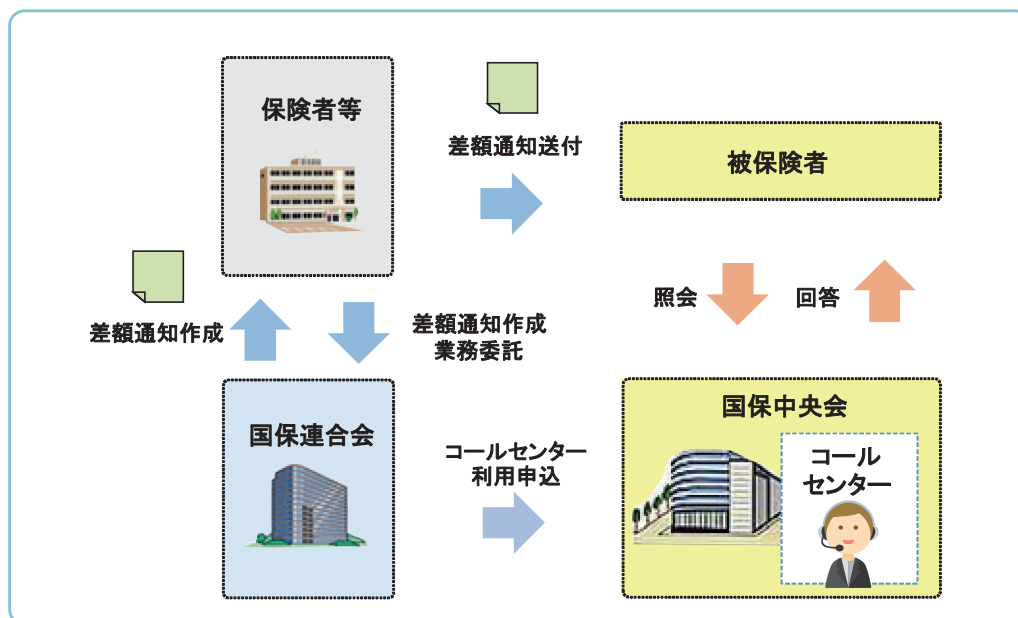 保険者等
差額通知送付
被保険者
差額通知作成
差額通知作成
業務委託
照会
回答
国保連合会
コールセンター
利用申込
国保中央会
コール
センター